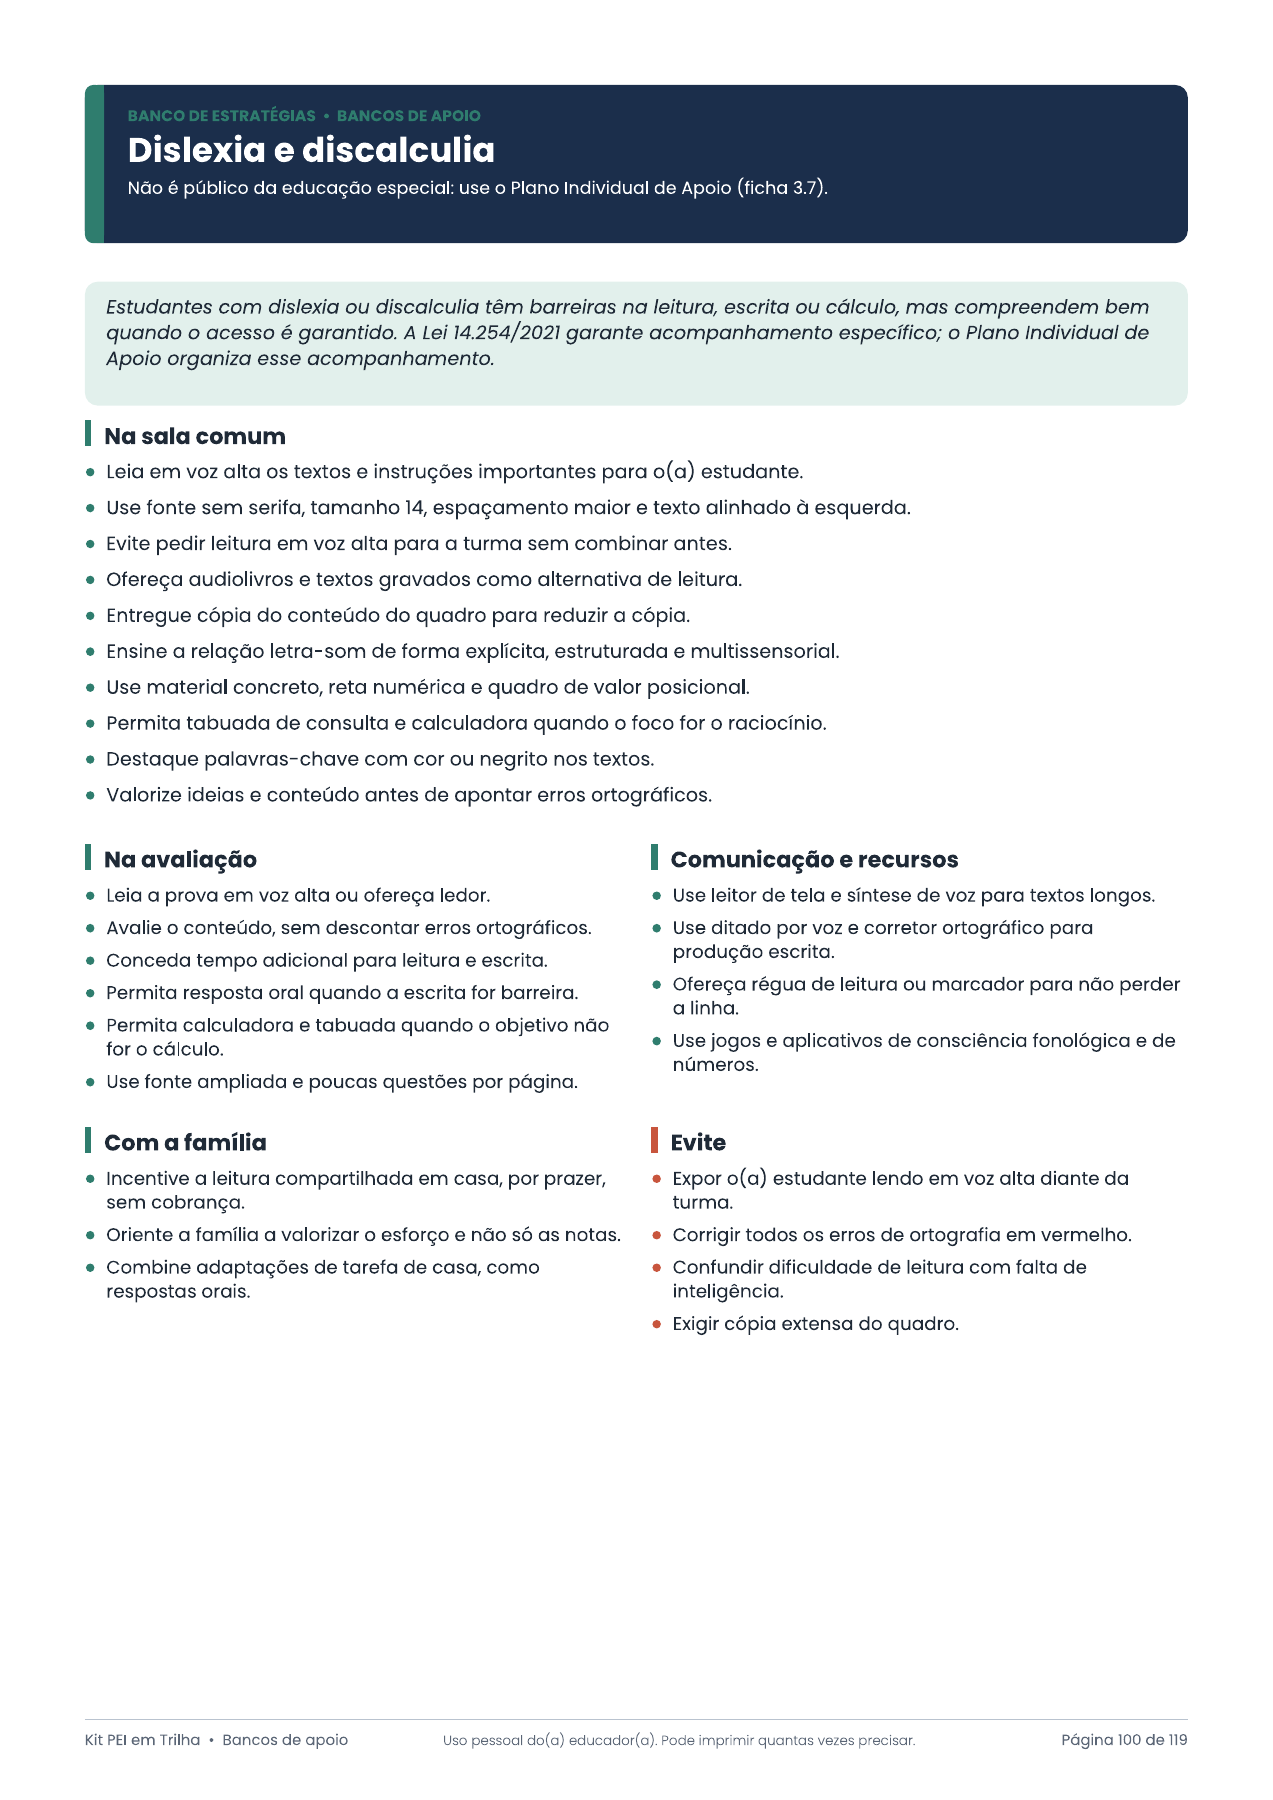 BANCO DE ESTRATÉGIAS • BANCOS DE APOIO
Dislexia e discalculia
Não é público da educação especial: use o Plano Individual de Apoio (ficha 3.7).
Estudantes com dislexia ou discalculia têm barreiras na leitura, escrita ou cálculo, mas compreendem bem
quando o acesso é garantido. A Lei 14.254/2021 garante acompanhamento específico; o Plano Individual de
Apoio organiza esse acompanhamento.
Na sala comum
• Leia em voz alta os textos e instruções importantes para o(a) estudante.
• Use fonte sem serifa, tamanho 14, espaçamento maior e texto alinhado à esquerda.
• Evite pedir leitura em voz alta para a turma sem combinar antes.
• Ofereça audiolivros e textos gravados como alternativa de leitura.
• Entregue cópia do conteúdo do quadro para reduzir a cópia.
• Ensine a relação letra-som de forma explícita, estruturada e multissensorial.
• Use material concreto, reta numérica e quadro de valor posicional.
• Permita tabuada de consulta e calculadora quando o foco for o raciocínio.
• Destaque palavras-chave com cor ou negrito nos textos.
• Valorize ideias e conteúdo antes de apontar erros ortográficos.
Na avaliação
• Leia a prova em voz alta ou ofereça ledor.
• Avalie o conteúdo, sem descontar erros ortográficos.
• Conceda tempo adicional para leitura e escrita.
• Permita resposta oral quando a escrita for barreira.
• Permita calculadora e tabuada quando o objetivo não
for o cálculo.
• Use fonte ampliada e poucas questões por página.
Comunicação e recursos
• Use leitor de tela e síntese de voz para textos longos.
• Use ditado por voz e corretor ortográfico para
produção escrita.
• Ofereça régua de leitura ou marcador para não perder
a linha.
• Use jogos e aplicativos de consciência fonológica e de
números.
Com a família
• Incentive a leitura compartilhada em casa, por prazer,
sem cobrança.
• Oriente a família a valorizar o esforço e não só as notas.
• Combine adaptações de tarefa de casa, como
respostas orais.
Evite
• Expor o(a) estudante lendo em voz alta diante da
turma.
• Corrigir todos os erros de ortografia em vermelho.
• Confundir dificuldade de leitura com falta de
inteligência.
• Exigir cópia extensa do quadro.
Kit PEI em Trilha • Bancos de apoio
Uso pessoal do(a) educador(a). Pode imprimir quantas vezes precisar.
Página 100 de 119